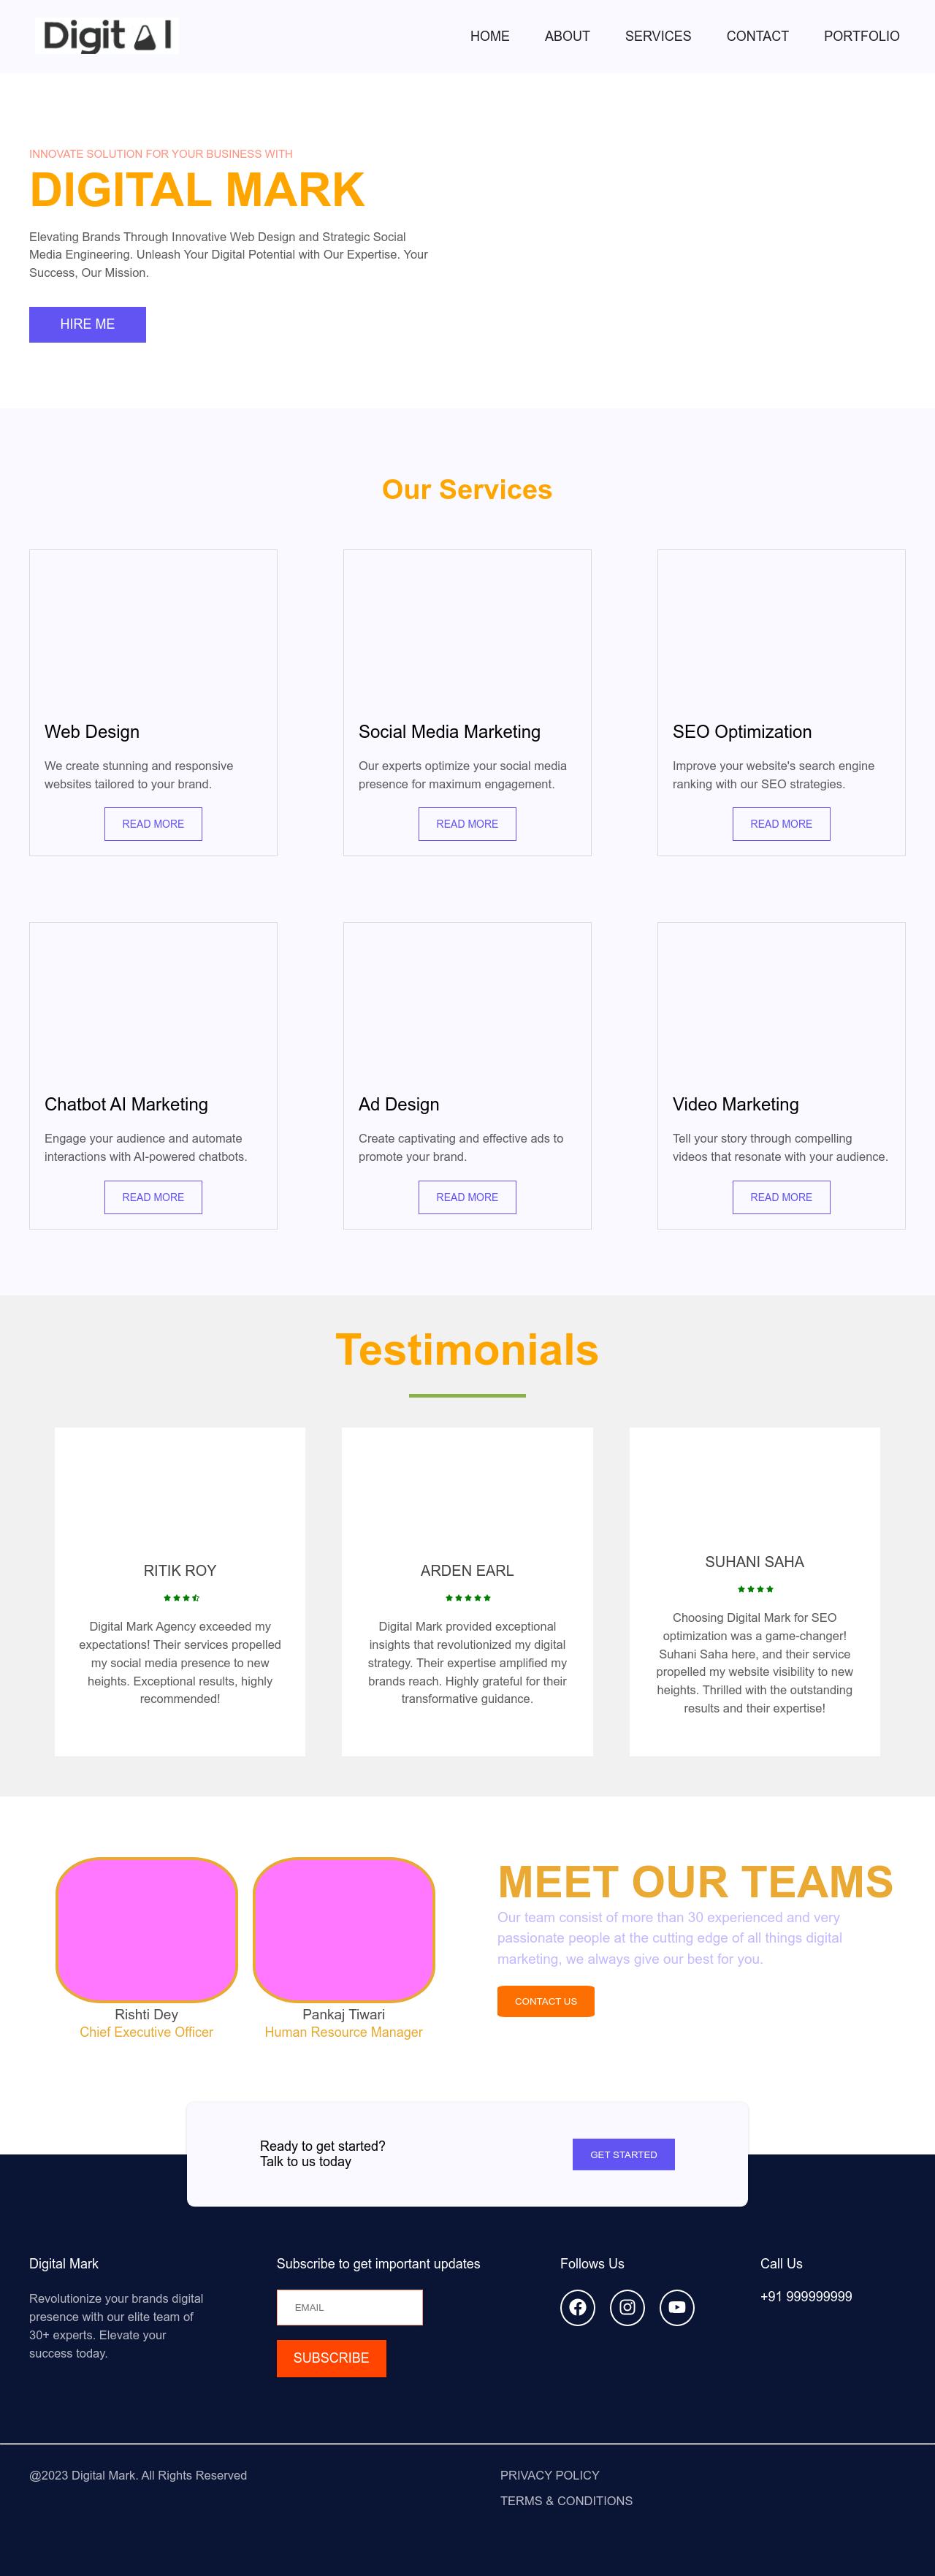 Digit l
HOME ABOUT SERVICES CONTACT PORTFOLIO
INNOVATE SOLUTION FOR YOUR BUSINESS WITH
DIGITAL MARK
Elevating Brands Through Innovative Web Design and Strategic Social
Media Engineering. Unleash Your Digital Potential with Our Expertise. Your
Success, Our Mission.
HIRE ME
Our Services
Web Design
We create stunning and responsive
websites tailored to your brand.
READ MORE
Social Media Marketing
Our experts optimize your social media
presence for maximum engagement.
READ MORE
SEO Optimization
Improve your website's search engine
ranking with our SEO strategies.
READ MORE
Chatbot AI Marketing
Engage your audience and automate
interactions with AI-powered chatbots.
READ MORE
Ad Design
Create captivating and effective ads to
promote your brand.
READ MORE
Video Marketing
Tell your story through compelling
videos that resonate with your audience.
READ MORE
Testimonials
RITIK ROY
Digital Mark Agency exceeded my
expectations! Their services propelled
my social media presence to new
heights. Exceptional results, highly
recommended!
ARDEN EARL
Digital Mark provided exceptional
insights that revolutionized my digital
strategy. Their expertise amplified my
brands reach. Highly grateful for their
transformative guidance.
SUHANI SAHA
Choosing Digital Mark for SEO
optimization was a game-changer!
Suhani Saha here, and their service
propelled my website visibility to new
heights. Thrilled with the outstanding
results and their expertise!
Rishti Dey
Chief Executive Officer
Pankaj Tiwari
Human Resource Manager
MEET OUR TEAMS
Our team consist of more than 30 experienced and very
passionate people at the cutting edge of all things digital
marketing, we always give our best for you.
CONTACT US
Ready to get started?
Talk to us today
GET STARTED
Digital Mark
Revolutionize your brands digital
presence with our elite team of
30+ experts. Elevate your
success today.
Subscribe to get important updates
EMAIL
SUBSCRIBE
Follows Us
Call Us
+91 999999999
@2023 Digital Mark. All Rights Reserved
PRIVACY POLICY
TERMS & CONDITIONS